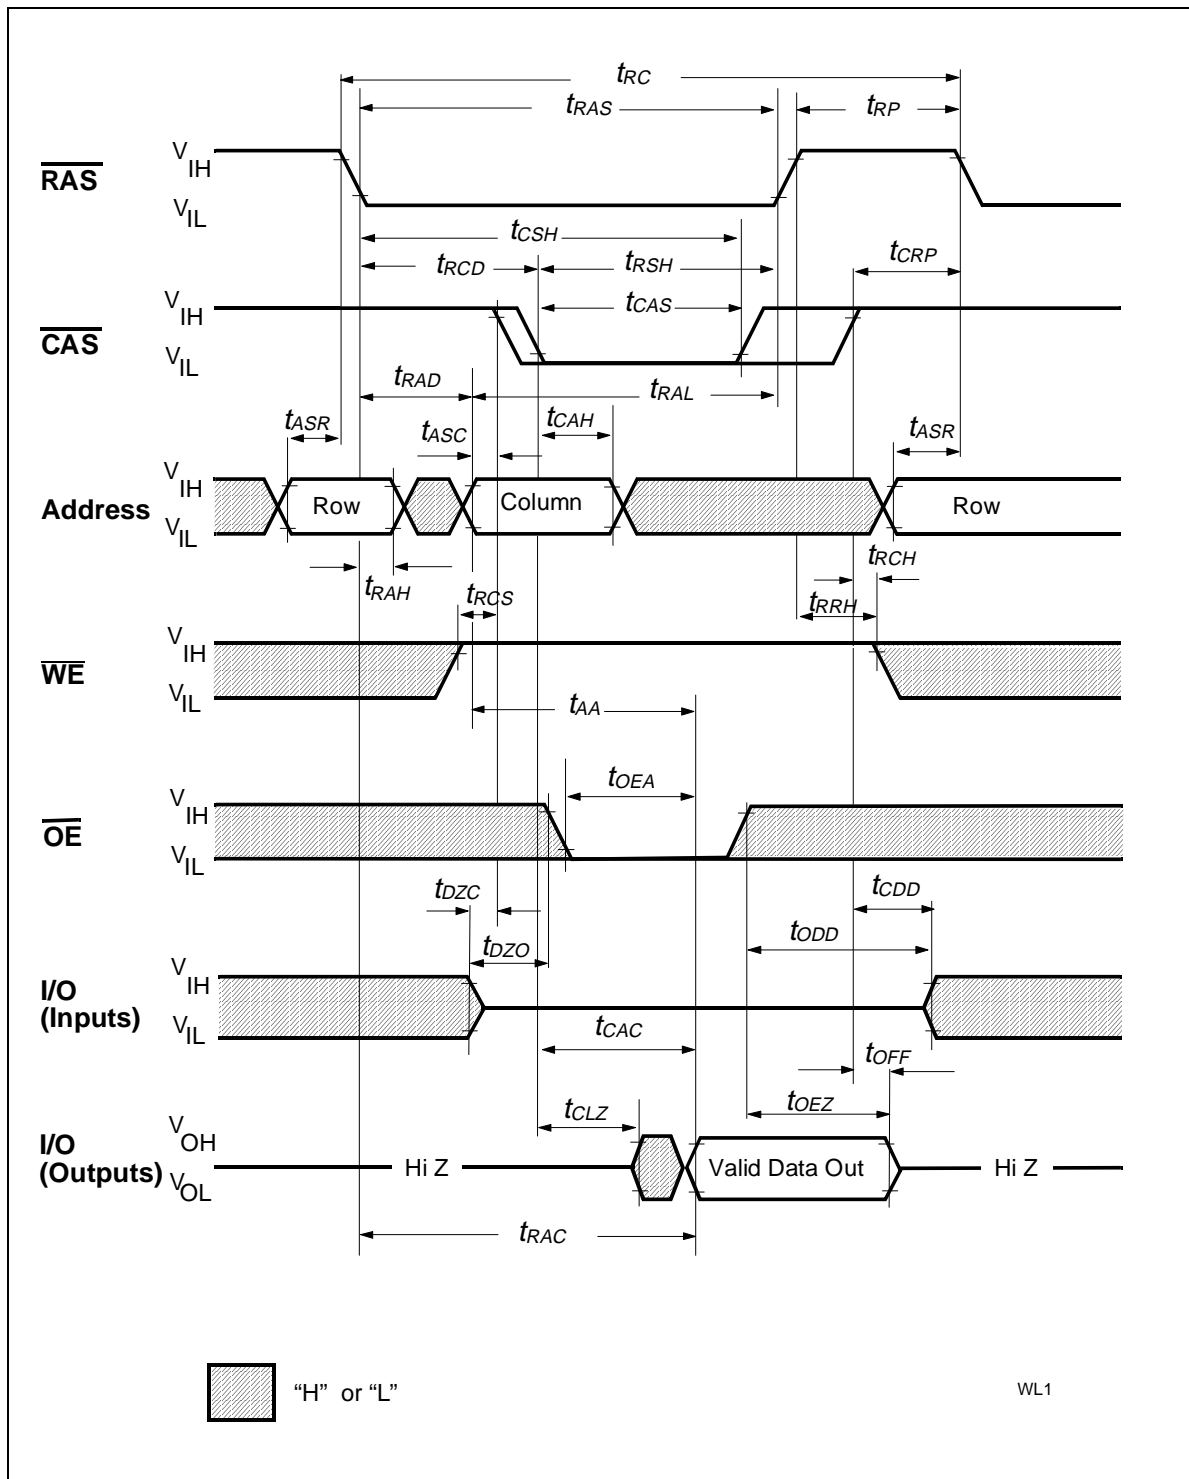 tRC
tRAS
tRP
RAS
VIH
VIL
tCSH
tRCD
tRSH
tCRP
CAS
VIH
VIL
tCAS
tRAD
tRAL
tASR
tASC
tCAH
tASR
Address
VIH
VIL
Row
Column
Row
tRAH
tRCS
tRCH
tRRH
WE
VIH
VIL
tAA
tOEA
OE
VIH
VIL
tDZC
tCDD
tDZO
tODD
I/O
(Inputs)
VIH
VIL
tCAC
tOFF
tCLZ
tOEZ
I/O
(Outputs)
VOH
VOL
Hi Z
Valid Data Out
Hi Z
tRAC
“H” or “L”
WL1